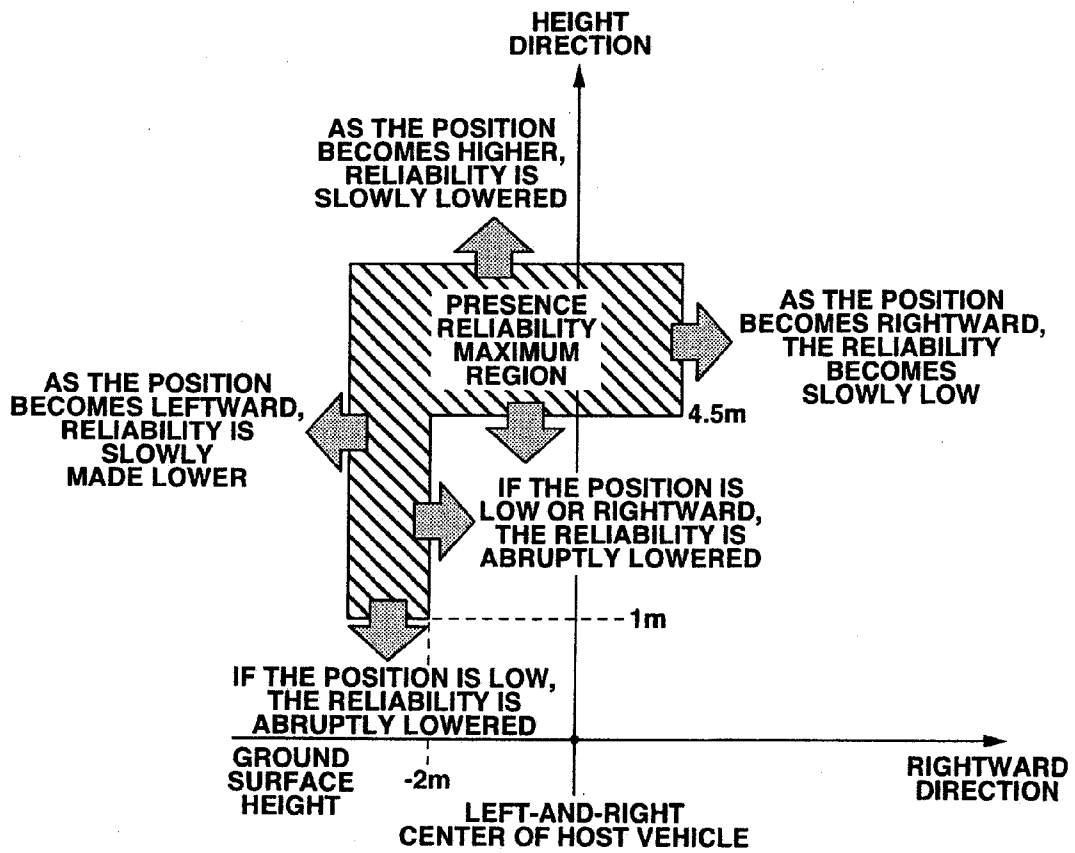 HEIGHT
DIRECTION
AS THE POSITION
BECOMES HIGHER,
RELIABILITY IS
SLOWLY LOWERED
PRESENCE
RELIABILITY
MAXIMUM
REGION
AS THE POSITION
BECOMES RIGHTWARD,
THE RELIABILITY
BECOMES
SLOWLY LOW
AS THE POSITION
BECOMES LEFTWARD,
RELIABILITY IS
SLOWLY
MADE LOWER
4.5m
IF THE POSITION IS
LOW OR RIGHTWARD,
THE RELIABILITY IS
ABRUPTLY LOWERED
1m
IF THE POSITION IS LOW,
THE RELIABILITY IS
ABRUPTLY LOWERED
GROUND
SURFACE
HEIGHT
-2m
RIGHTWARD
DIRECTION
LEFT-AND-RIGHT
CENTER OF HOST VEHICLE